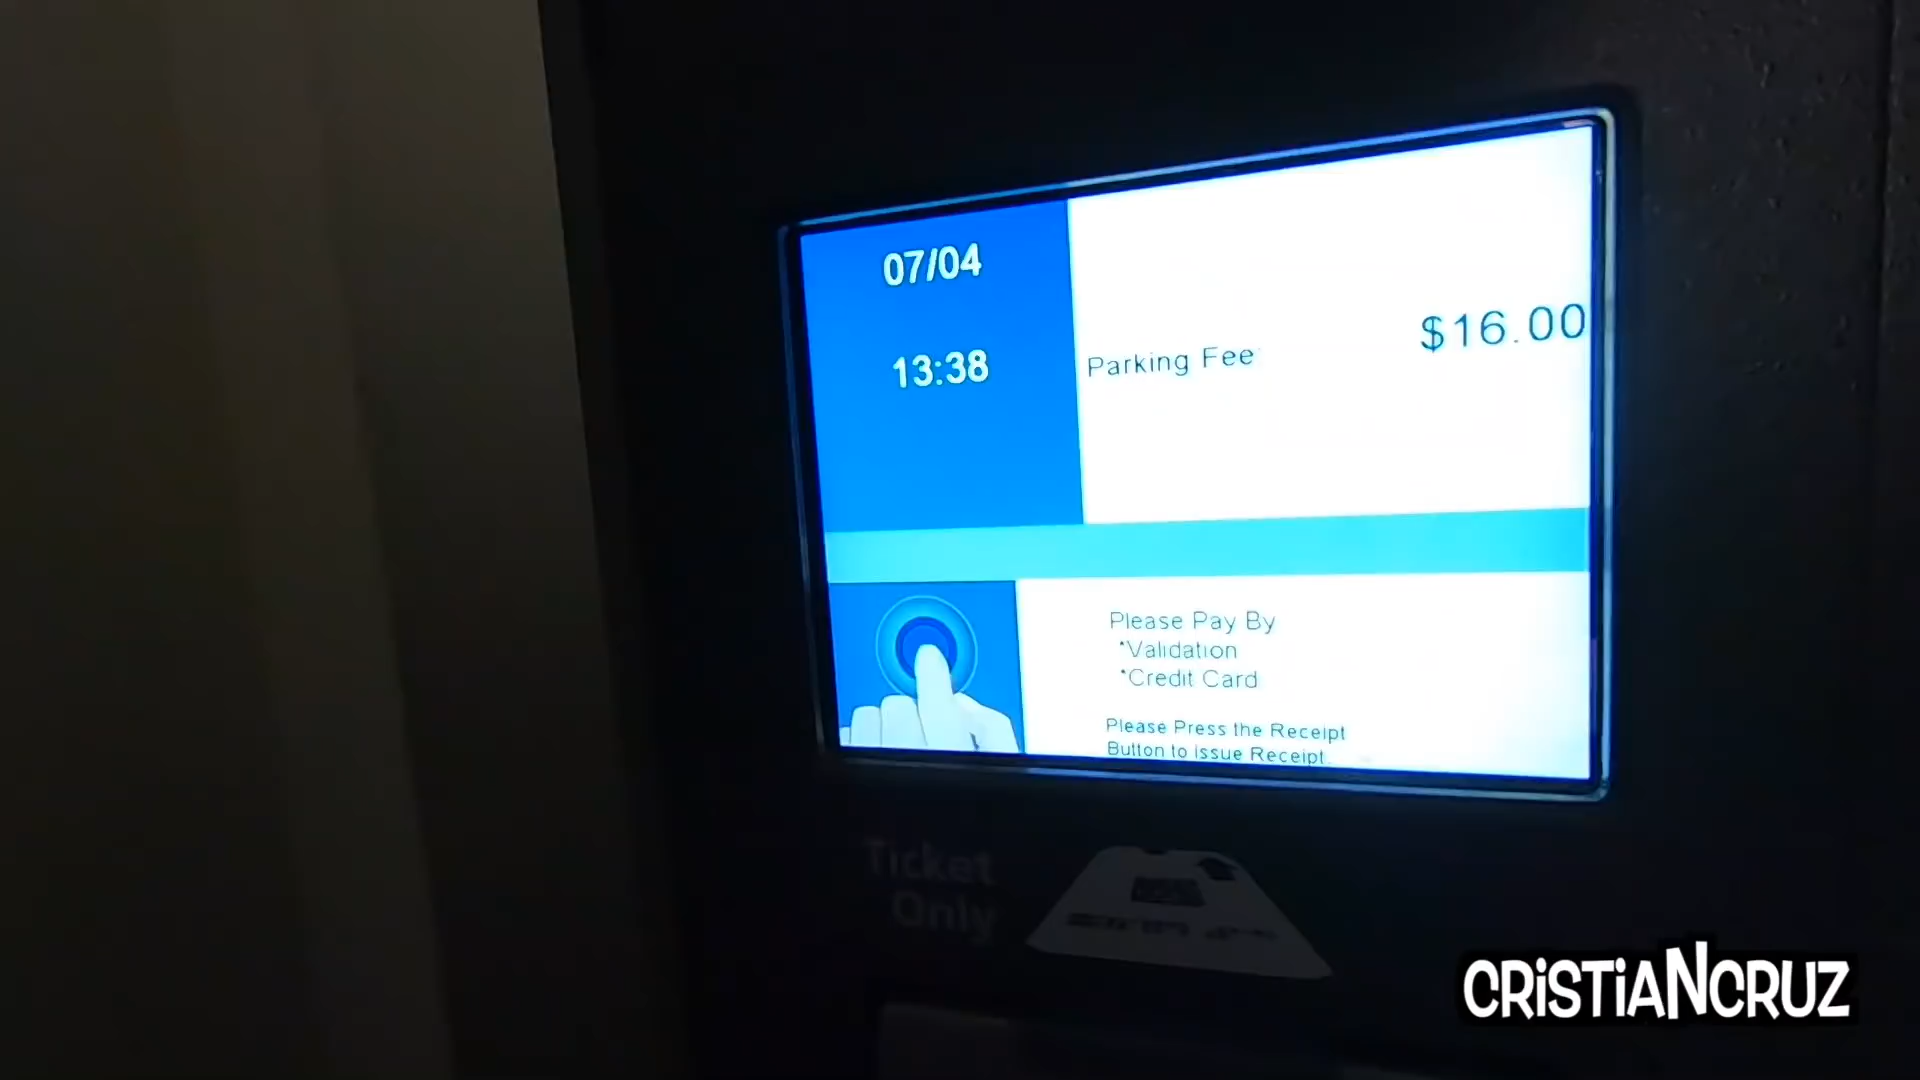 07/04
13:38
Parking Fee
$16.00
Please Pay By
*Validation
*Credit Card
Please Press the Receipt
Button to issue Receipt
Ticket
Only
CRiSTiANCRUZ